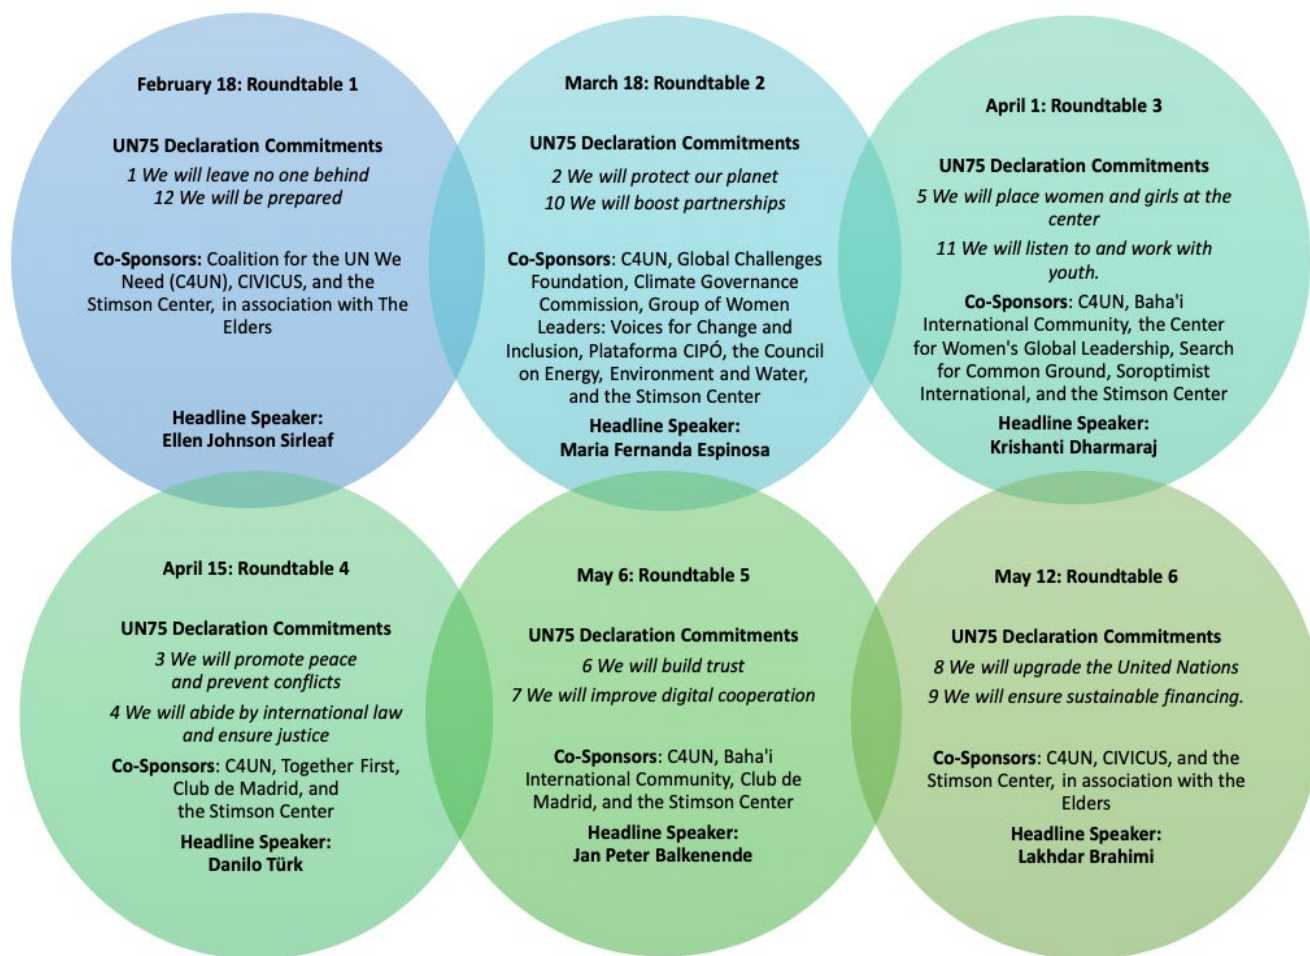 February 18: Roundtable 1
UN75 Declaration Commitments
1 We will leave no one behind
12 We will be prepared
Co-Sponsors: Coalition for the UN We
Need (C4UN), CIVICUS, and the
Stimson Center, in association with The
Elders
Headline Speaker:
Ellen Johnson Sirleaf
March 18: Roundtable 2
UN75 Declaration Commitments
2 We will protect our planet
10 We will boost partnerships
Co-Sponsors: C4UN, Global Challenges
Foundation, Climate Governance
Commission, Group of Women
Leaders: Voices for Change and
Inclusion, Plataforma CIPÓ, the Council
on Energy, Environment and Water,
and the Stimson Center
Headline Speaker:
Maria Fernanda Espinosa
April 1: Roundtable 3
UN75 Declaration Commitments
5 We will place women and girls at the
center
11 We will listen to and work with
youth.
Co-Sponsors: C4UN, Baha'i
International Community, the Center
for Women's Global Leadership, Search
for Common Ground, Soroptimist
International, and the Stimson Center
Headline Speaker:
Krishanti Dharmaraj
April 15: Roundtable 4
UN75 Declaration Commitments
3 We will promote peace
and prevent conflicts
4 We will abide by international law
and ensure justice
Co-Sponsors: C4UN, Together First,
Club de Madrid, and
the Stimson Center
Headline Speaker:
Danilo Türk
May 6: Roundtable 5
UN75 Declaration Commitments
6 We will build trust
7 We will improve digital cooperation
Co-Sponsors: C4UN, Baha'i
International Community, Club de
Madrid, and the Stimson Center
Headline Speaker:
Jan Peter Balkenende
May 12: Roundtable 6
UN75 Declaration Commitments
8 We will upgrade the United Nations
9 We will ensure sustainable financing.
Co-Sponsors: C4UN, CIVICUS, and the
Stimson Center, in association with the
Elders
Headline Speaker:
Lakhdar Brahimi